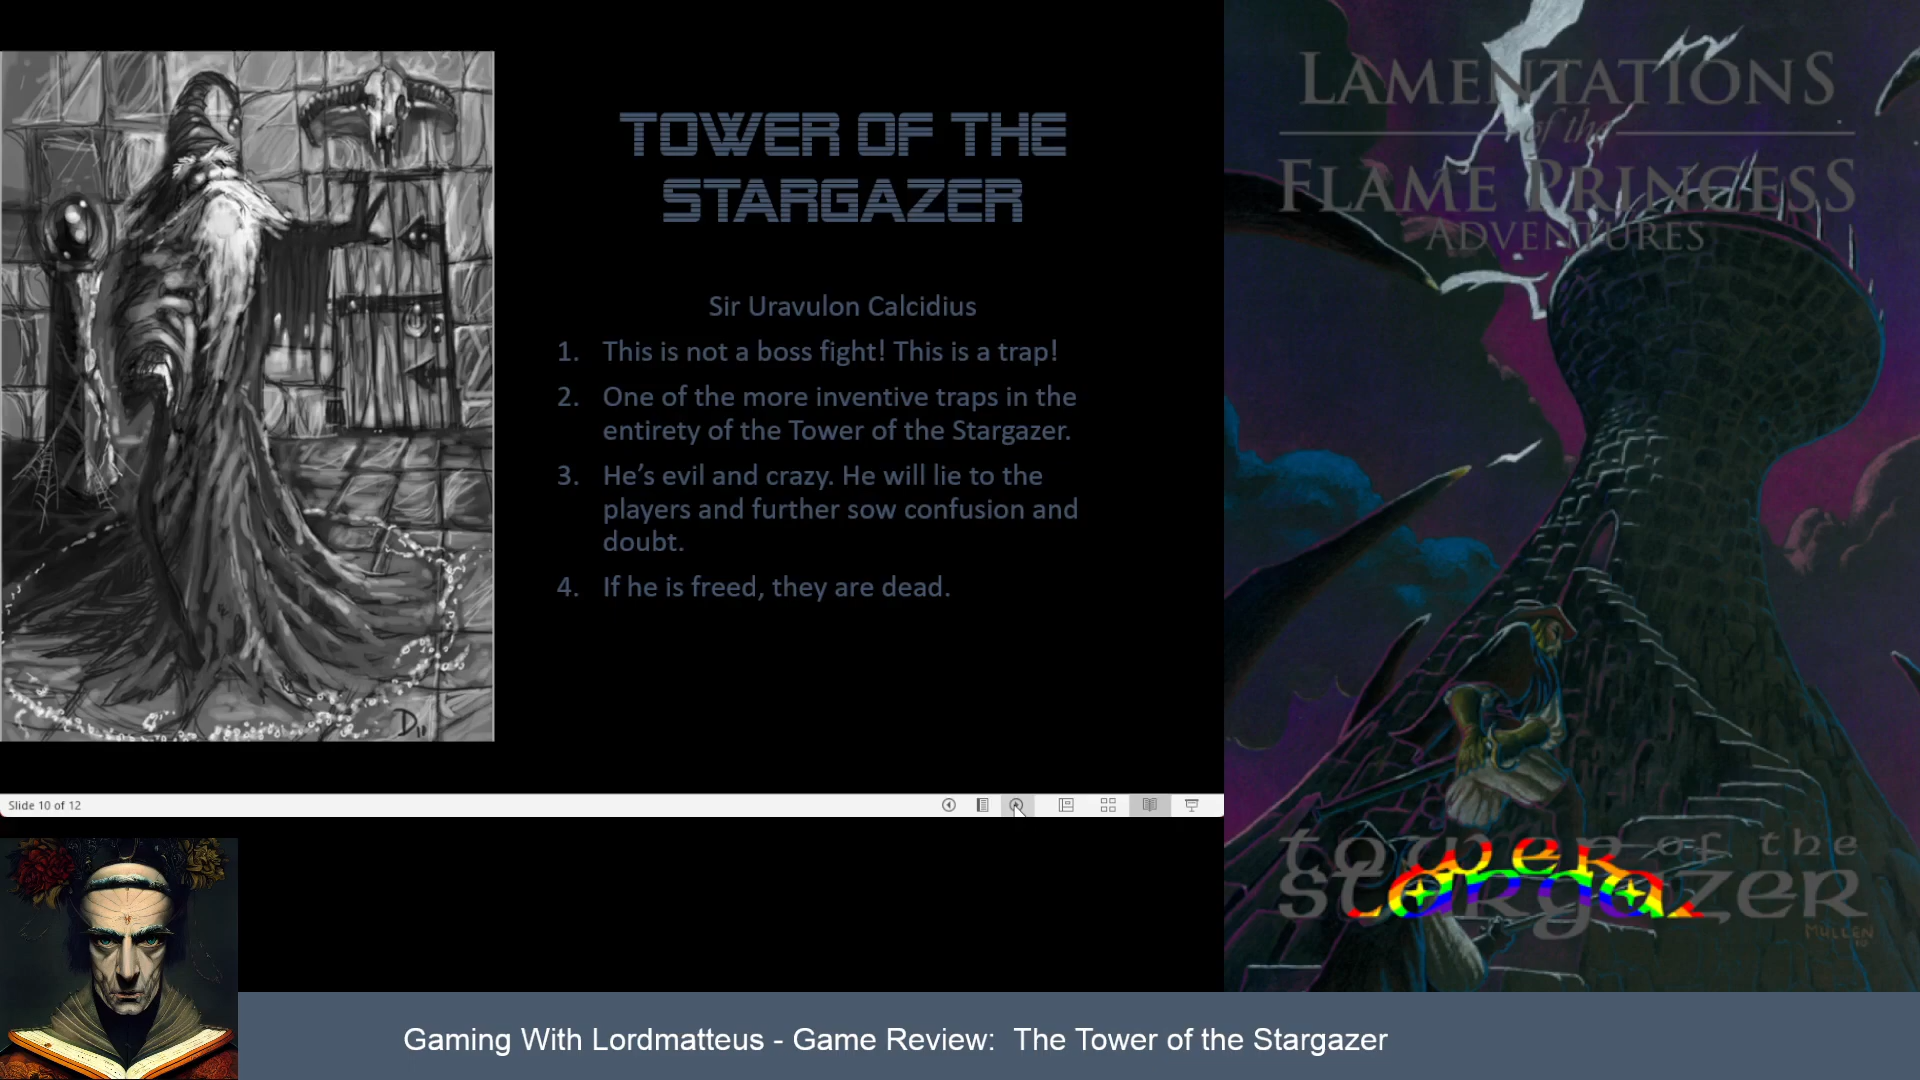 TOWER OF THE
STARGAZER
Sir Uravulon Calcidius
1. This is not a boss fight! This is a trap!
2. One of the more inventive traps in the
entirety of the Tower of the Stargazer.
3. He’s evil and crazy. He will lie to the
players and further sow confusion and
doubt.
4. If he is freed, they are dead.
D11
Slide 10 of 12
LAMENTATIONS
of the
FLAME PRINCESS
ADVENTURES
tower of the
stargazer
MULLEN
10
Gaming With Lordmatteus - Game Review:  The Tower of the Stargazer